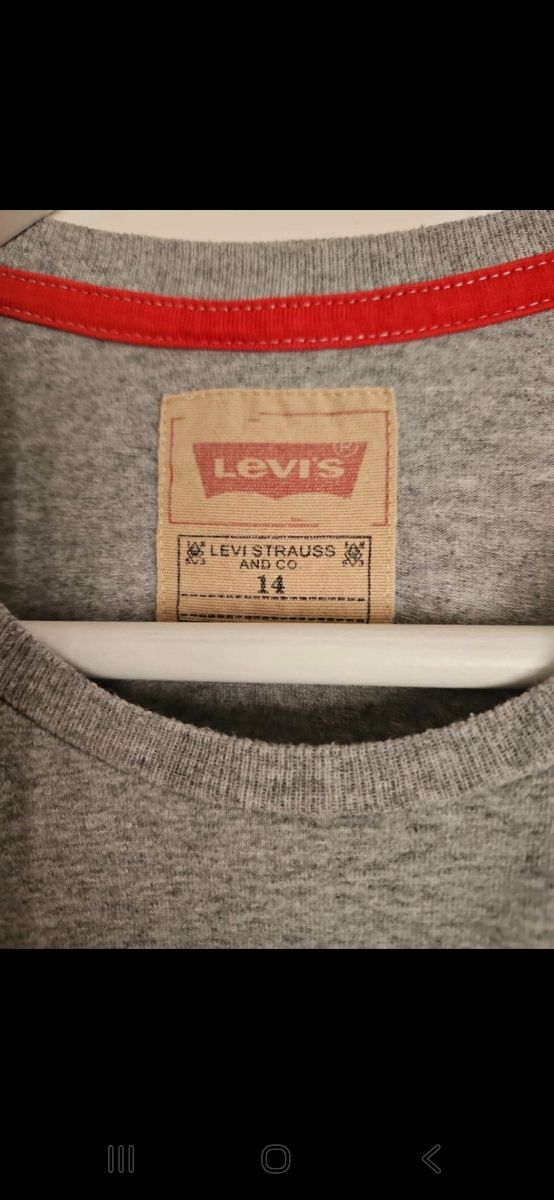 LEVI'S®
LEVI STRAUSS
AND CO
14